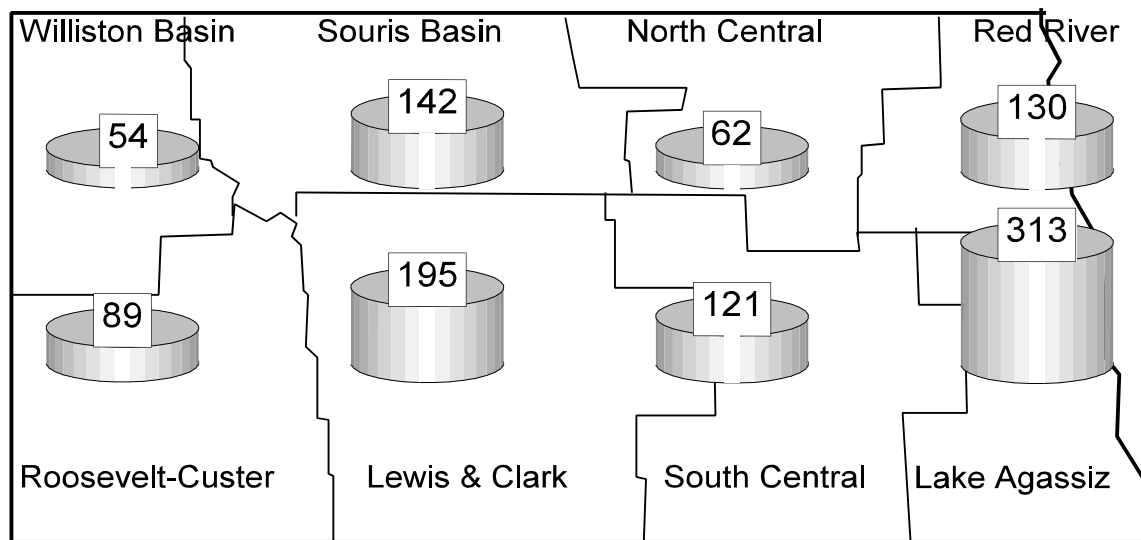 Williston Basin Souris Basin North Central Red River
54 142 62 130
89 195 121 313
Roosevelt-Custer Lewis & Clark South Central Lake Agassiz